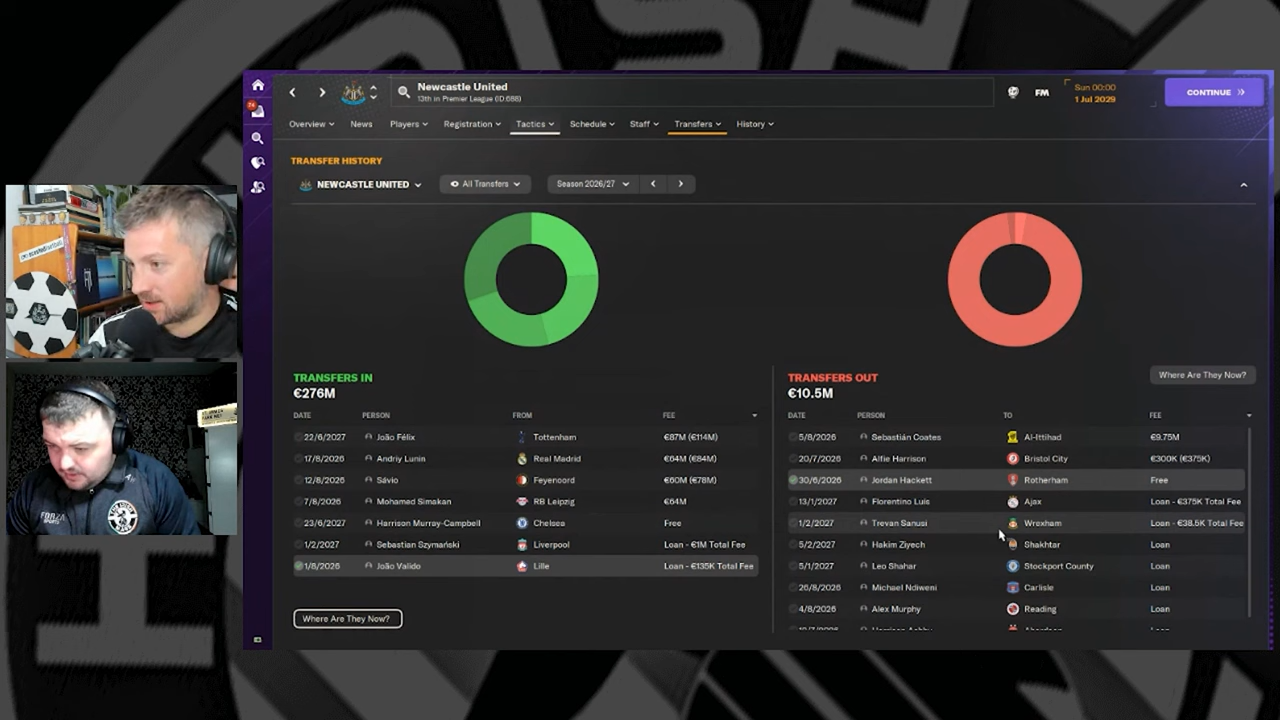 Newcastle United
13th in Premier League (ID:688)
FM
Sun 00:00
1 Jul 2029
CONTINUE
Overview
News
Players
Registration
Tactics
Schedule
Staff
Transfers
History
TRANSFER HISTORY
NEWCASTLE UNITED
All Transfers
Season 2026/27
TRANSFERS IN
€276M
DATE PERSON FROM FEE
22/6/2027 João Félix Tottenham €87M (€114M)
17/8/2026 Andriy Lunin Real Madrid €64M (€84M)
12/8/2026 Sávio Feyenoord €60M (€78M)
7/8/2026 Mohamed Simakan RB Leipzig €64M
23/6/2027 Harrison Murray-Campbell Chelsea Free
1/2/2027 Sebastian Szymański Liverpool Loan - €1M Total Fee
1/8/2026 João Valido Lille Loan - €135K Total Fee
Where Are They Now?
TRANSFERS OUT
€10.5M
Where Are They Now?
DATE PERSON TO FEE
5/8/2026 Sebastián Coates Al-Ittihad €9.75M
20/7/2026 Alfie Harrison Bristol City €300K (€375K)
30/6/2026 Jordan Hackett Rotherham Free
13/1/2027 Florentino Luís Ajax Loan - €375K Total Fee
1/2/2027 Trevan Sanusi Wrexham Loan - €38.5K Total Fee
5/2/2027 Hakim Ziyech Shakhtar Loan
5/1/2027 Leo Shahar Stockport County Loan
26/8/2026 Michael Ndiweni Carlisle Loan
4/8/2026 Alex Murphy Reading Loan
FORZA